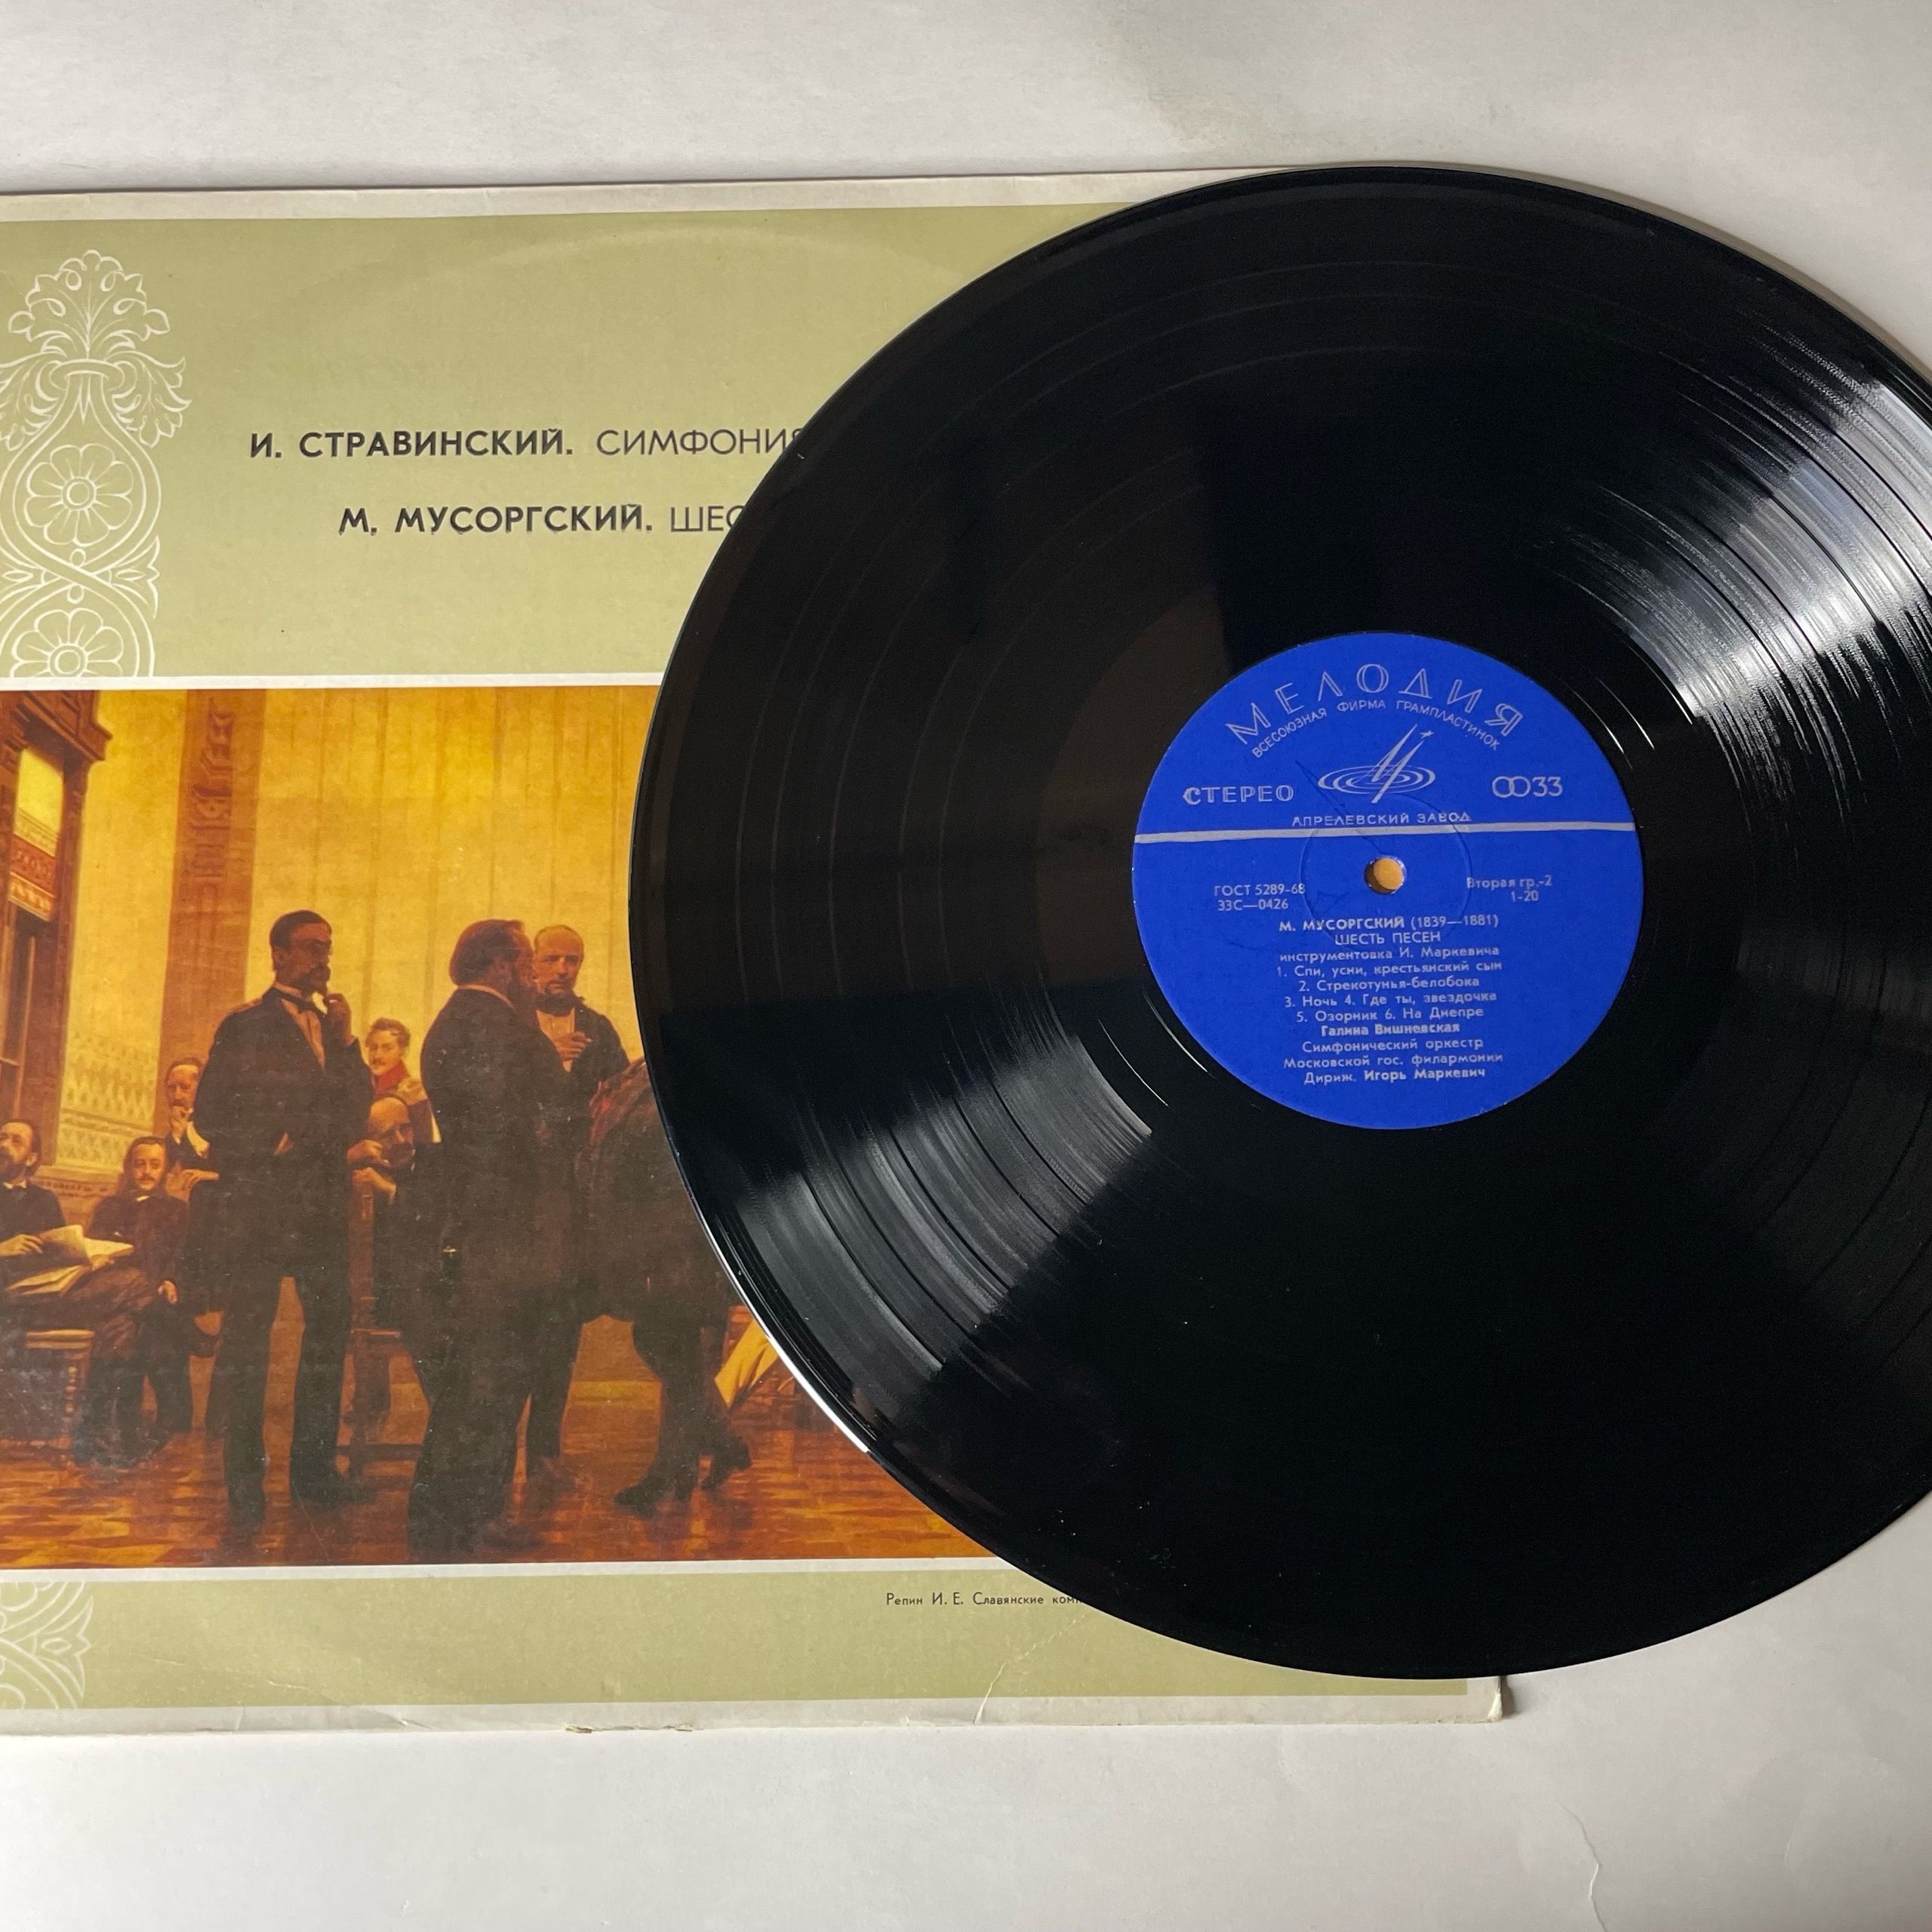 И. СТРАВИНСКИЙ. СИМФОНИЯ
М. МУСОРГСКИЙ. ШЕС
Репин И. Е. Славянские комп
МЕЛОДИЯ
ВСЕСОЮЗНАЯ ФИРМА ГРАМПЛАСТИНОК
СТЕРЕО
33
АПРЕЛЕВСКИЙ ЗАВОД
ГОСТ 5289-68
33С—0426
Вторая гр.-2
1-20
М. МУСОРГСКИЙ (1839—1881)
ШЕСТЬ ПЕСЕН
инструментовка И. Маркевича
1. Спи, усни, крестьянский сын
2. Стрекотунья-белобока
3. Ночь 4. Где ты, звездочка
5. Озорник 6. На Днепре
Галина Вишневская
Симфонический оркестр
Московской гос. филармонии
Дириж. Игорь Маркевич